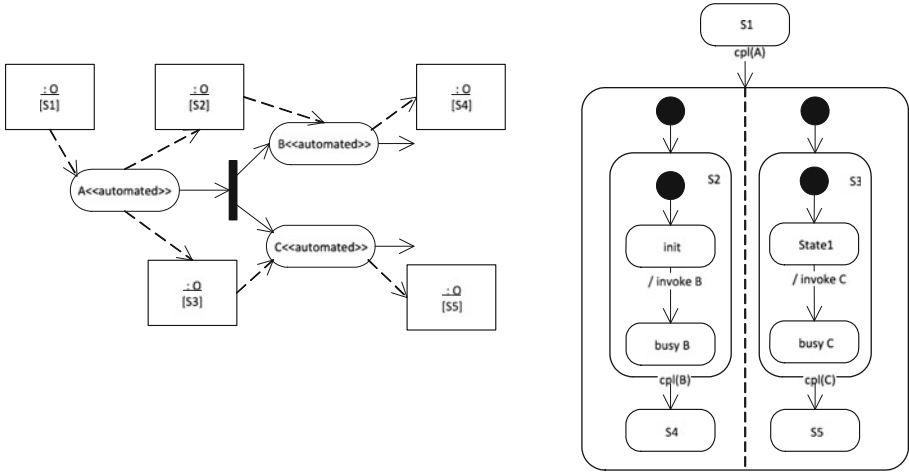 : O
[S1]
: O
[S2]
: O
[S4]
B<<automated>>
A<<automated>>
C<<automated>>
: O
[S3]
: O
[S5]
S1
cpl(A)
S2
init
/ invoke B
busy B
cpl(B)
S4
S3
State1
/ invoke C
busy C
cpl(C)
S5